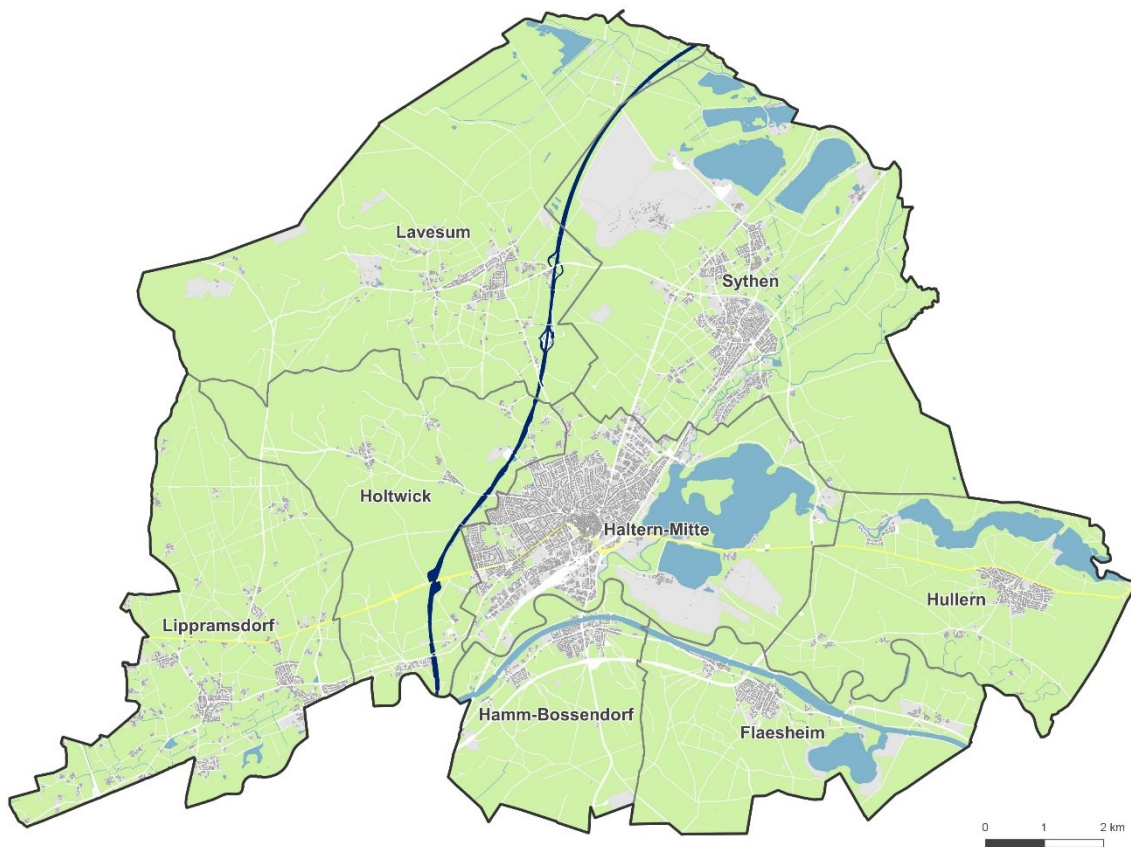 Lavesum
Sythen
Holtwick
Haltern-Mitte
Hullern
Lippramsdorf
Hamm-Bossendorf
Flaesheim
0 1 2 km